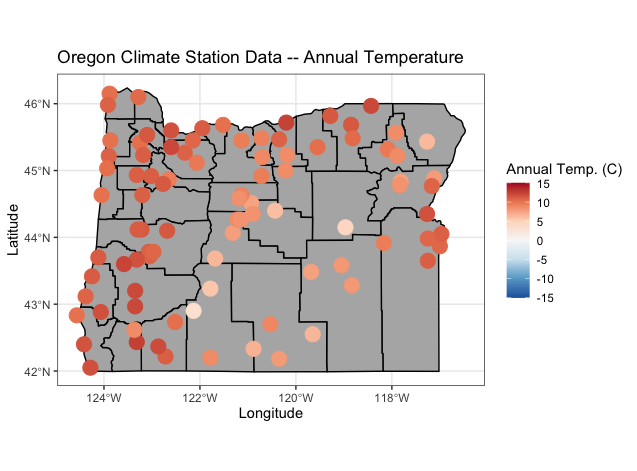 Oregon Climate Station Data -- Annual Temperature
46°N
45°N
44°N
43°N
42°N
Latitude
124°W 122°W 120°W 118°W
Longitude
Annual Temp. (C)
15
10
5
0
-5
-10
-15